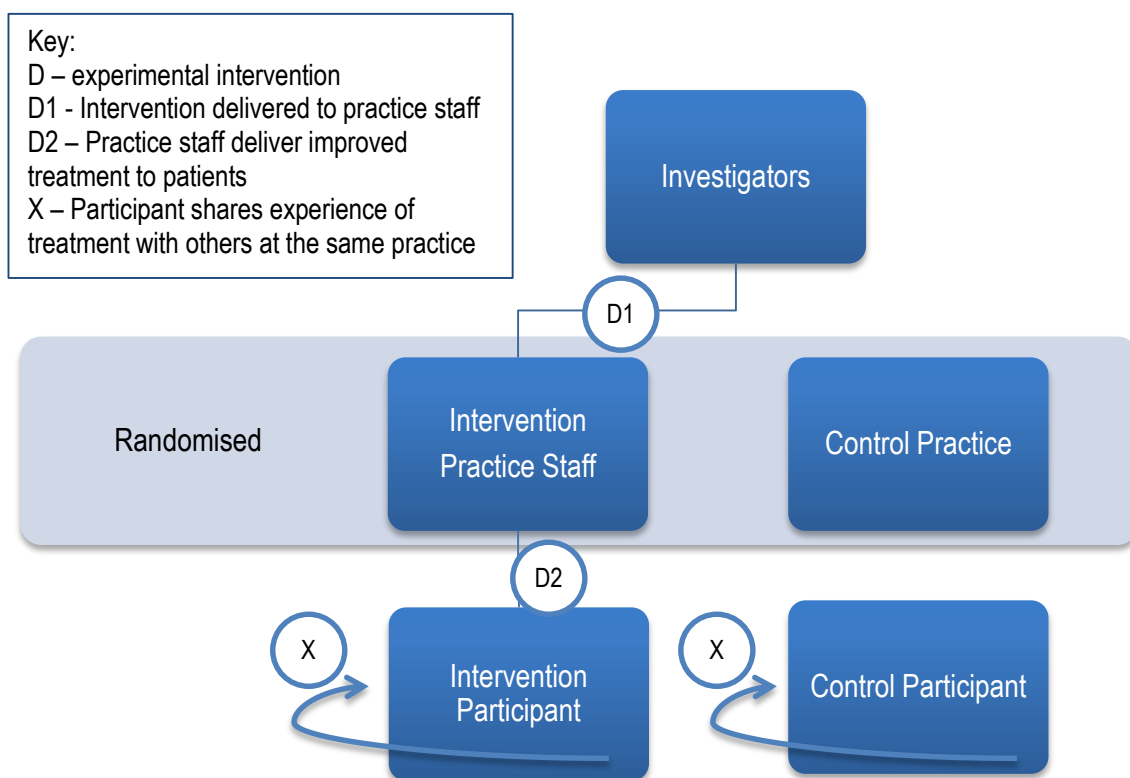 Key:
D – experimental intervention
D1 - Intervention delivered to practice staff
D2 – Practice staff deliver improved
treatment to patients
X – Participant shares experience of
treatment with others at the same practice
Investigators
D1
Randomised
Intervention
Practice Staff
Control Practice
D2
X
Intervention
Participant
X
Control Participant